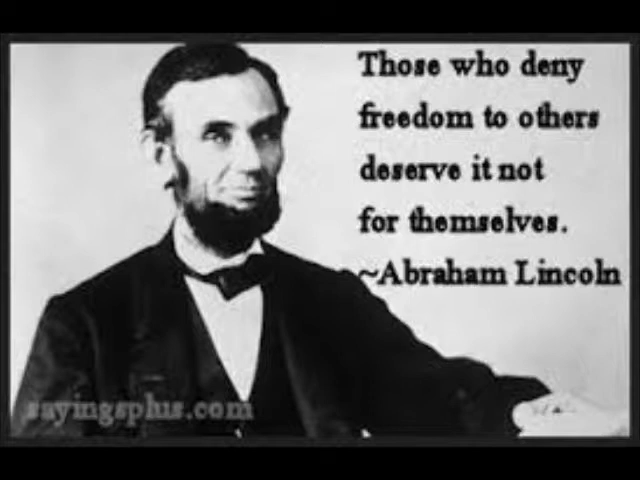 Those who deny
freedom to others
deserve it not
for themselves.
~Abraham Lincoln
sayingsplus.com